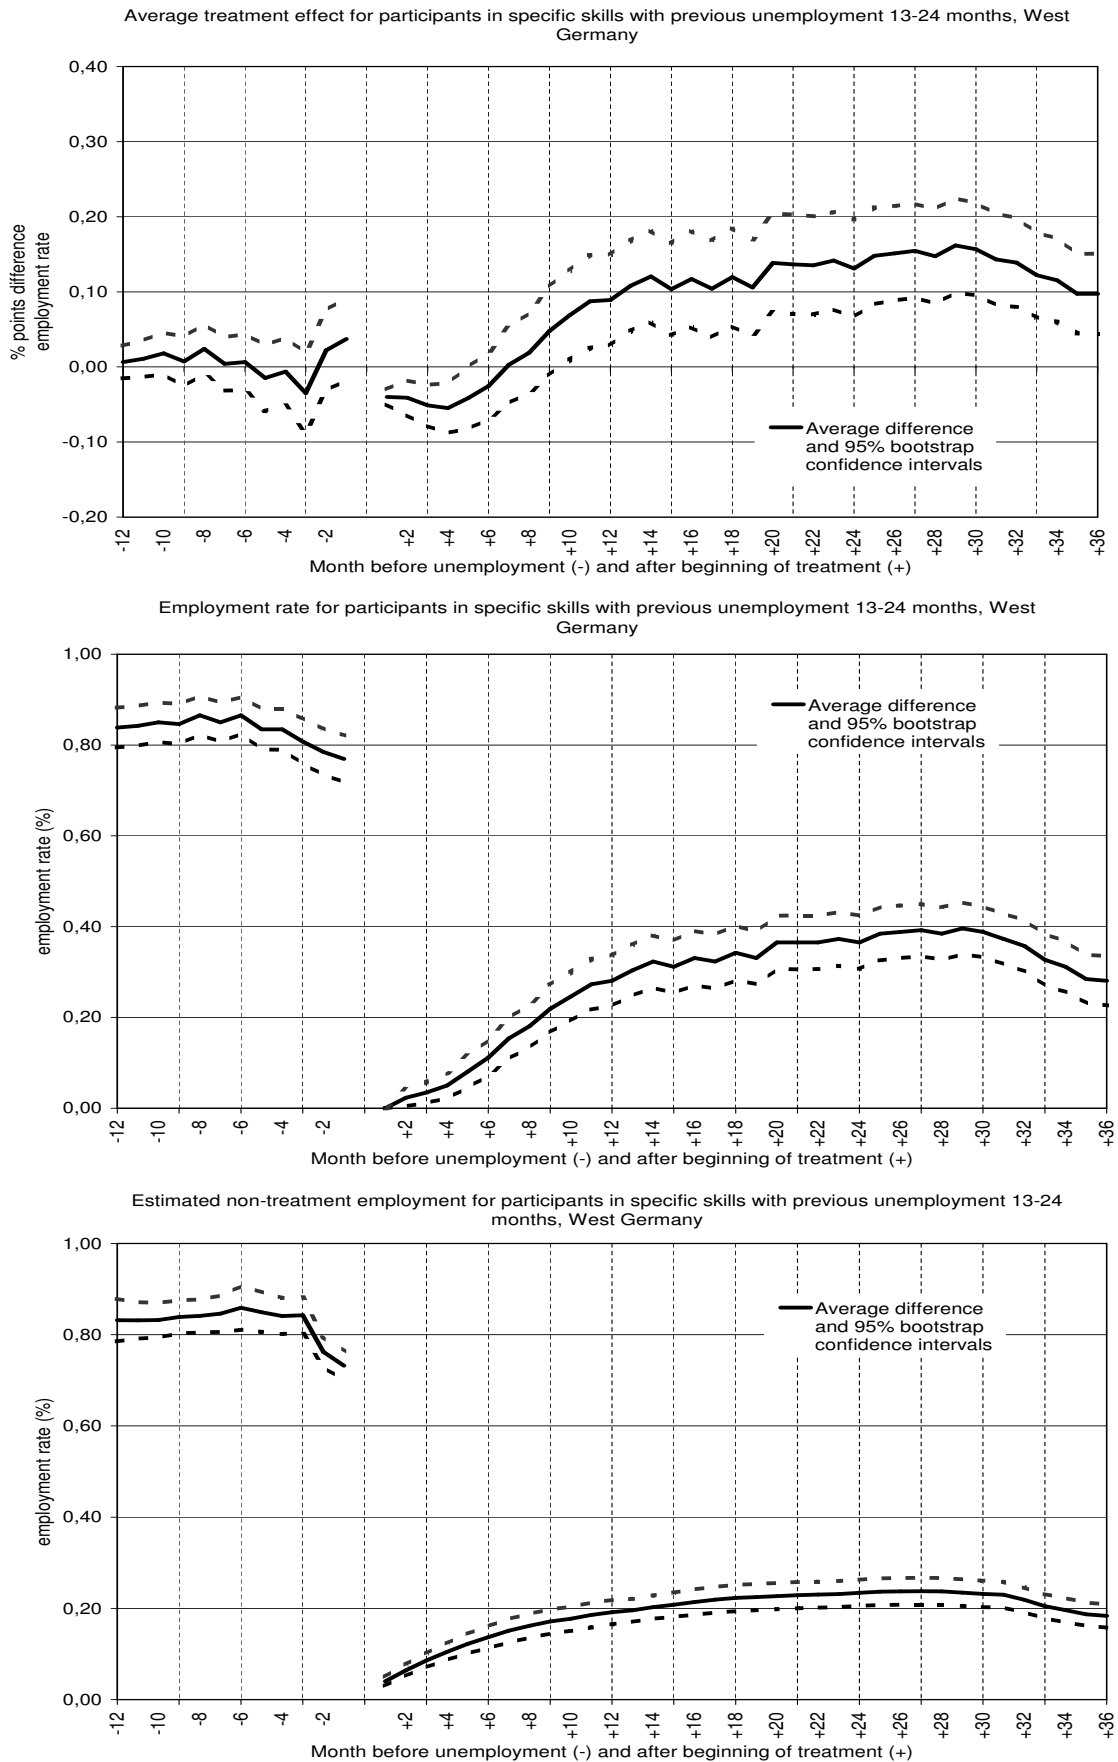 Average treatment effect for participants in specific skills with previous unemployment 13-24 months, West
Germany
0,40
0,30
0,20
0,10
0,00
-0,10
-0,20
% points difference
employment rate
Average difference
and 95% bootstrap
confidence intervals
-12 -10 -8 -6 -4 -2 +2 +4 +6 +8 +10 +12 +14 +16 +18 +20 +22 +24 +26 +28 +30 +32 +34 +36
Month before unemployment (-) and after beginning of treatment (+)
Employment rate for participants in specific skills with previous unemployment 13-24 months, West
Germany
1,00
0,80
0,60
0,40
0,20
0,00
employment rate (%)
Average difference
and 95% bootstrap
confidence intervals
-12 -10 -8 -6 -4 -2 +2 +4 +6 +8 +10 +12 +14 +16 +18 +20 +22 +24 +26 +28 +30 +32 +34 +36
Month before unemployment (-) and after beginning of treatment (+)
Estimated non-treatment employment for participants in specific skills with previous unemployment 13-24
months, West Germany
1,00
0,80
0,60
0,40
0,20
0,00
employment rate (%)
Average difference
and 95% bootstrap
confidence intervals
-12 -10 -8 -6 -4 -2 +2 +4 +6 +8 +10 +12 +14 +16 +18 +20 +22 +24 +26 +28 +30 +32 +34 +36
Month before unemployment (-) and after beginning of treatment (+)